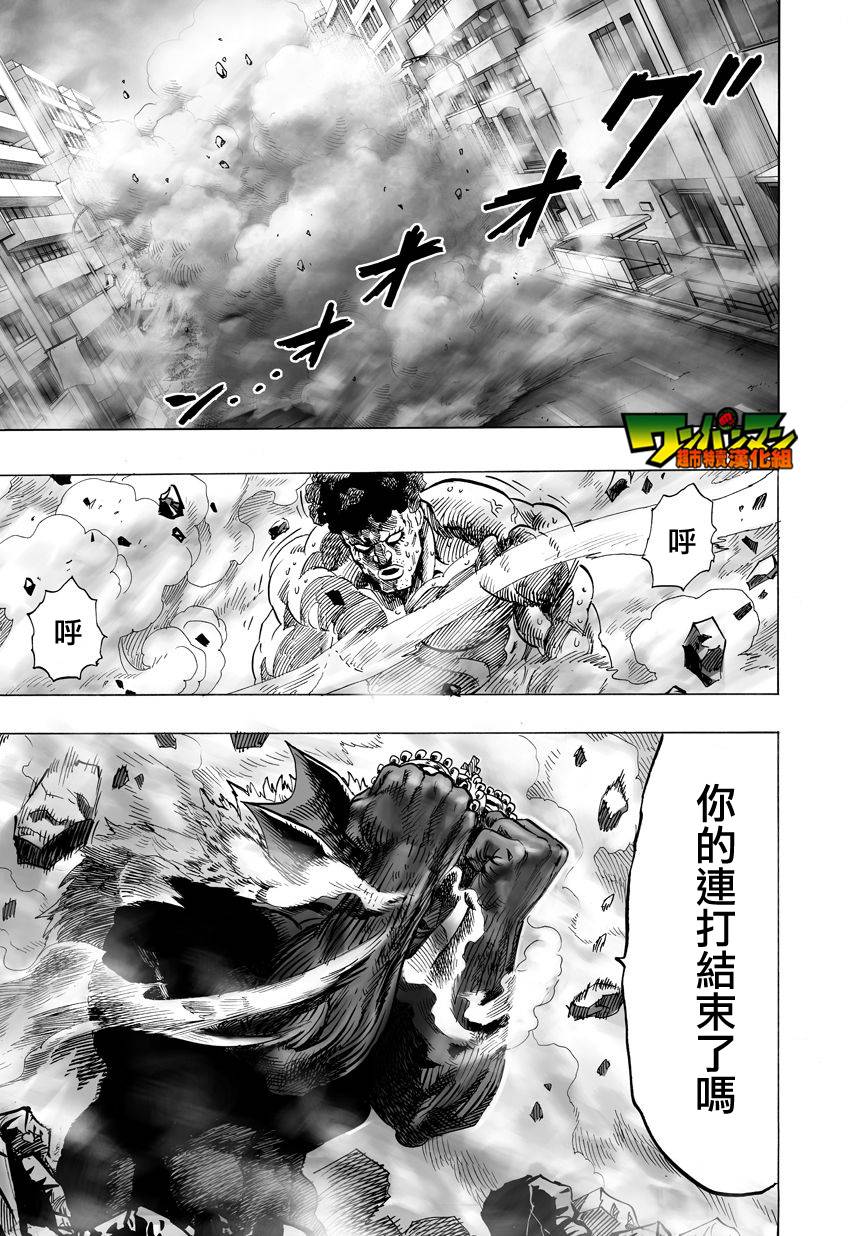 グオオオン…
ワンパンマン
超市特賣漢化組
呼
呼
你的連打結束了嗎